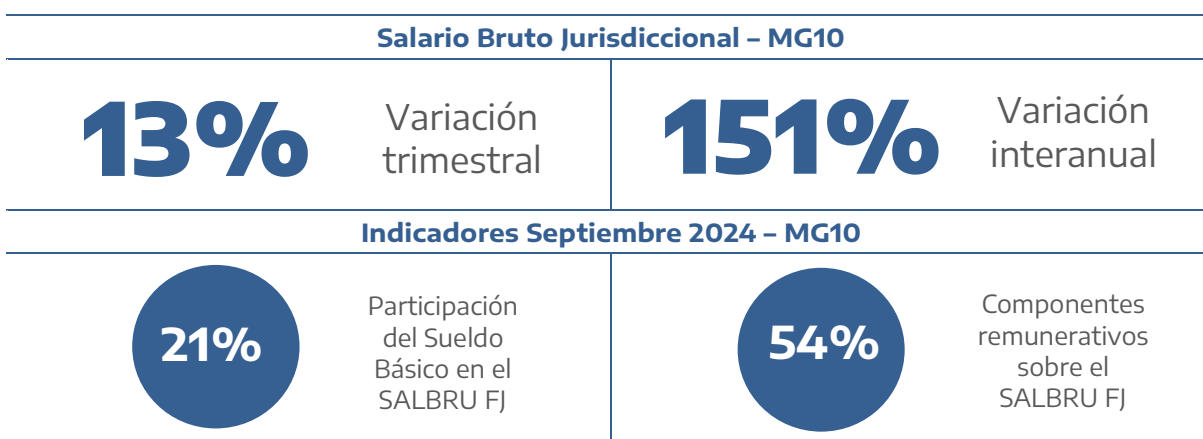 Salario Bruto Jurisdiccional – MG10
13%
Variación
trimestral
151%
Variación
interanual
Indicadores Septiembre 2024 – MG10
21%
Participación
del Sueldo
Básico en el
SALBRU FJ
54%
Componentes
remunerativos
sobre el
SALBRU FJ